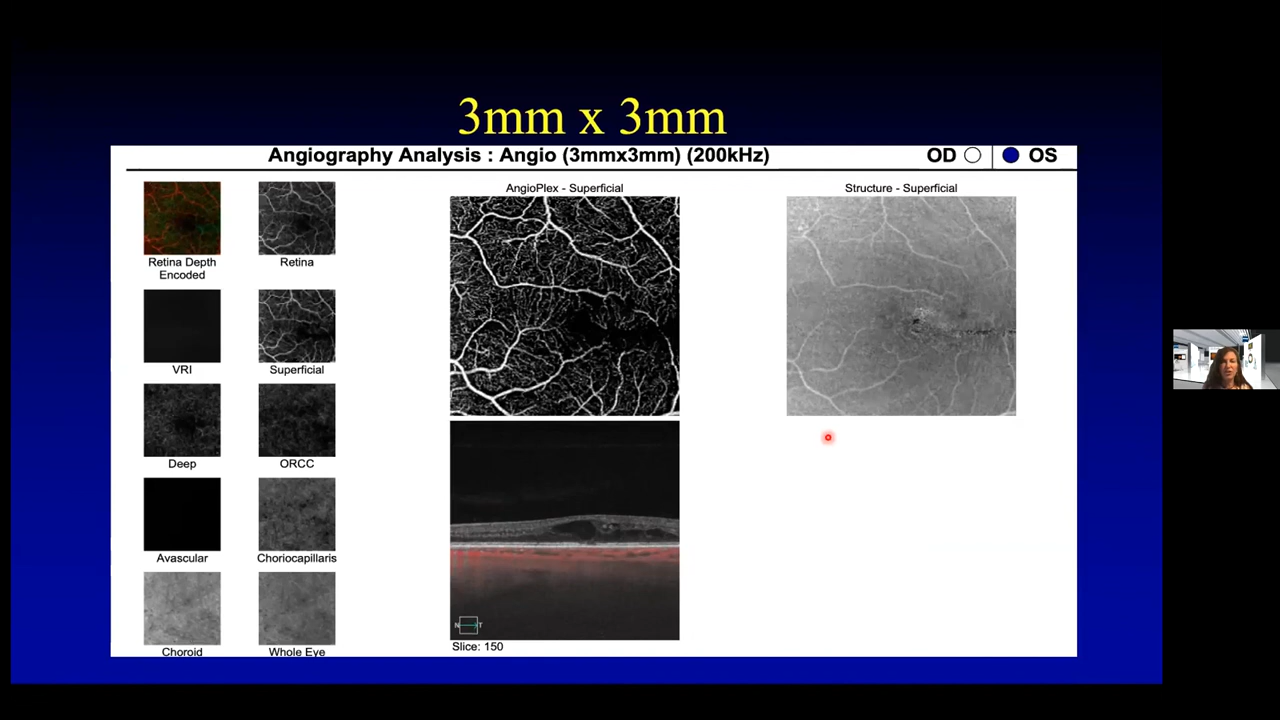 3mm x 3mm
Angiography Analysis : Angio (3mmx3mm) (200kHz)
OD
OS
AngioPlex - Superficial
Structure - Superficial
Retina Depth
Encoded
Retina
VRI
Superficial
Deep
ORCC
Avascular
Choriocapillaris
Choroid
Whole Eye
N
T
Slice: 150